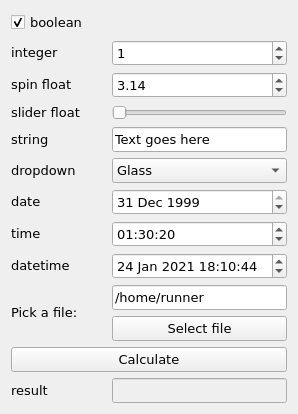 boolean
integer 1
spin float 3.14
slider float
string Text goes here
dropdown Glass
date 31 Dec 1999
time 01:30:20
datetime 24 Jan 2021 18:10:44
Pick a file: /home/runner
Select file
Calculate
result